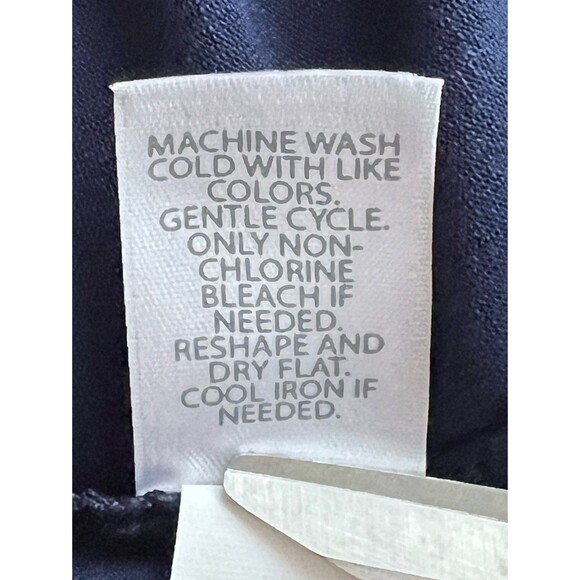 MACHINE WASH
COLD WITH LIKE
COLORS.
GENTLE CYCLE.
ONLY NON-
CHLORINE
BLEACH IF
NEEDED.
RESHAPE AND
DRY FLAT.
COOL IRON IF
NEEDED.